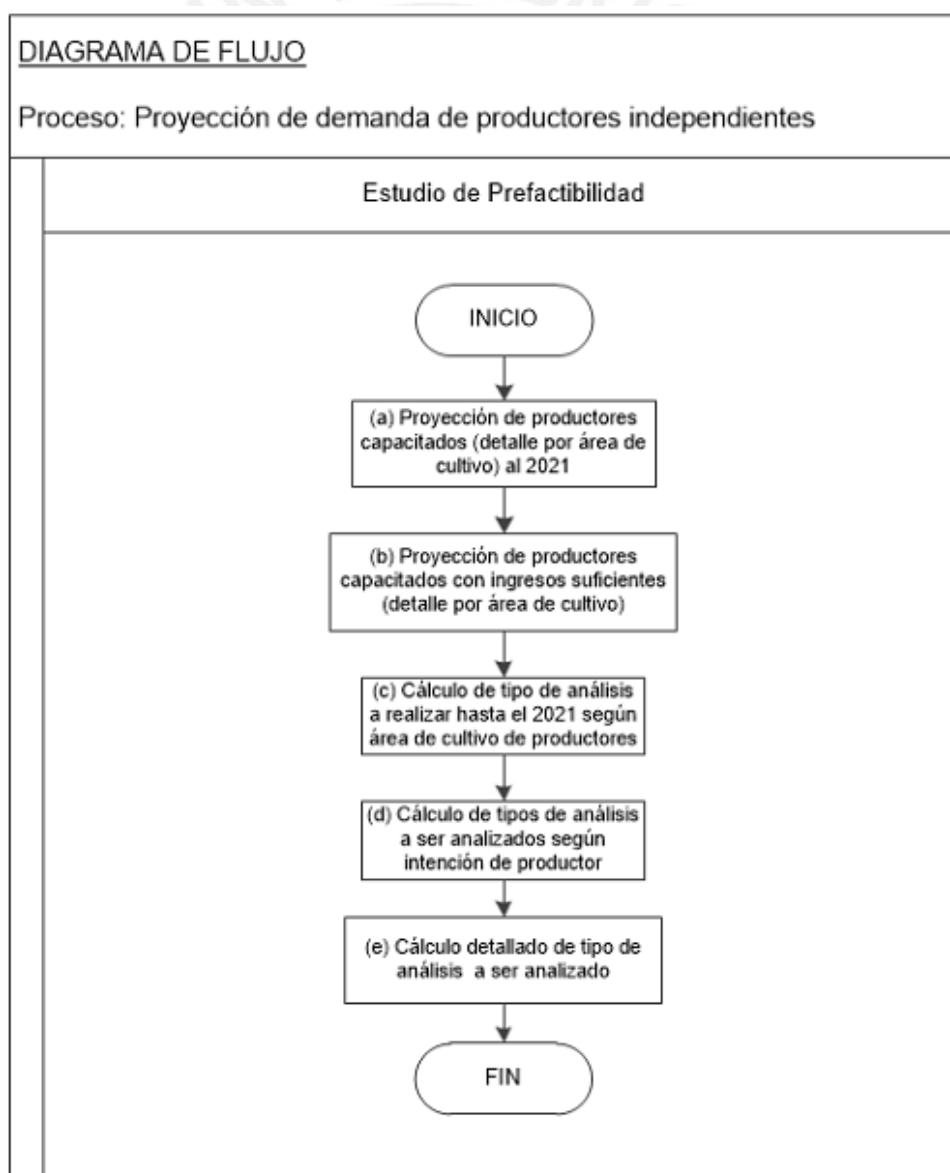 DIAGRAMA DE FLUJO
Proceso: Proyección de demanda de productores independientes
Estudio de Prefactibilidad
INICIO
(a) Proyección de productores
capacitados (detalle por área de
cultivo) al 2021
(b) Proyección de productores
capacitados con ingresos suficientes
(detalle por área de cultivo)
(c) Cálculo de tipo de análisis
a realizar hasta el 2021 según
área de cultivo de productores
(d) Cálculo de tipos de análisis
a ser analizados según
intención de productor
(e) Cálculo detallado de tipo de
análisis a ser analizado
FIN